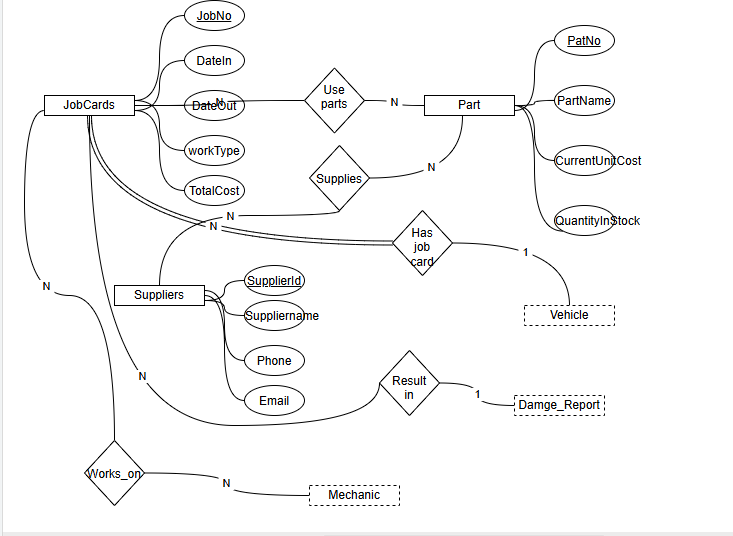 JobNo
PatNo
DateIn
Use
parts
JobCards
N
DateOut
N
Part
PartName
workType
CurrentUnitCost
Supplies
N
TotalCost
N
N
QuantityInStock
Has
job
card
1
SupplierId
N
Suppliers
Suppliername
Vehicle
Phone
N
Result
in
1
Email
Damge_Report
Works_on
N
Mechanic